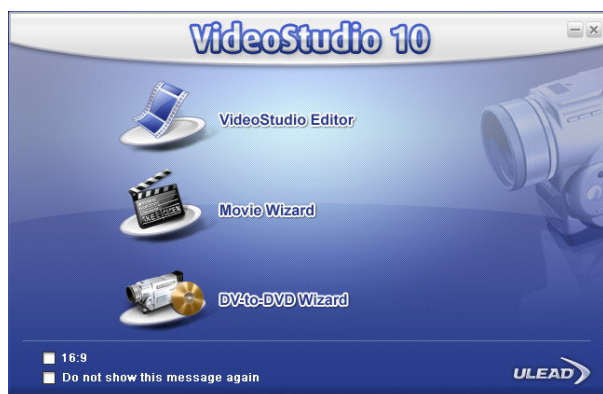 VideoStudio 10
VideoStudio Editor
Movie Wizard
DV-to-DVD Wizard
16:9
Do not show this message again
ULEAD